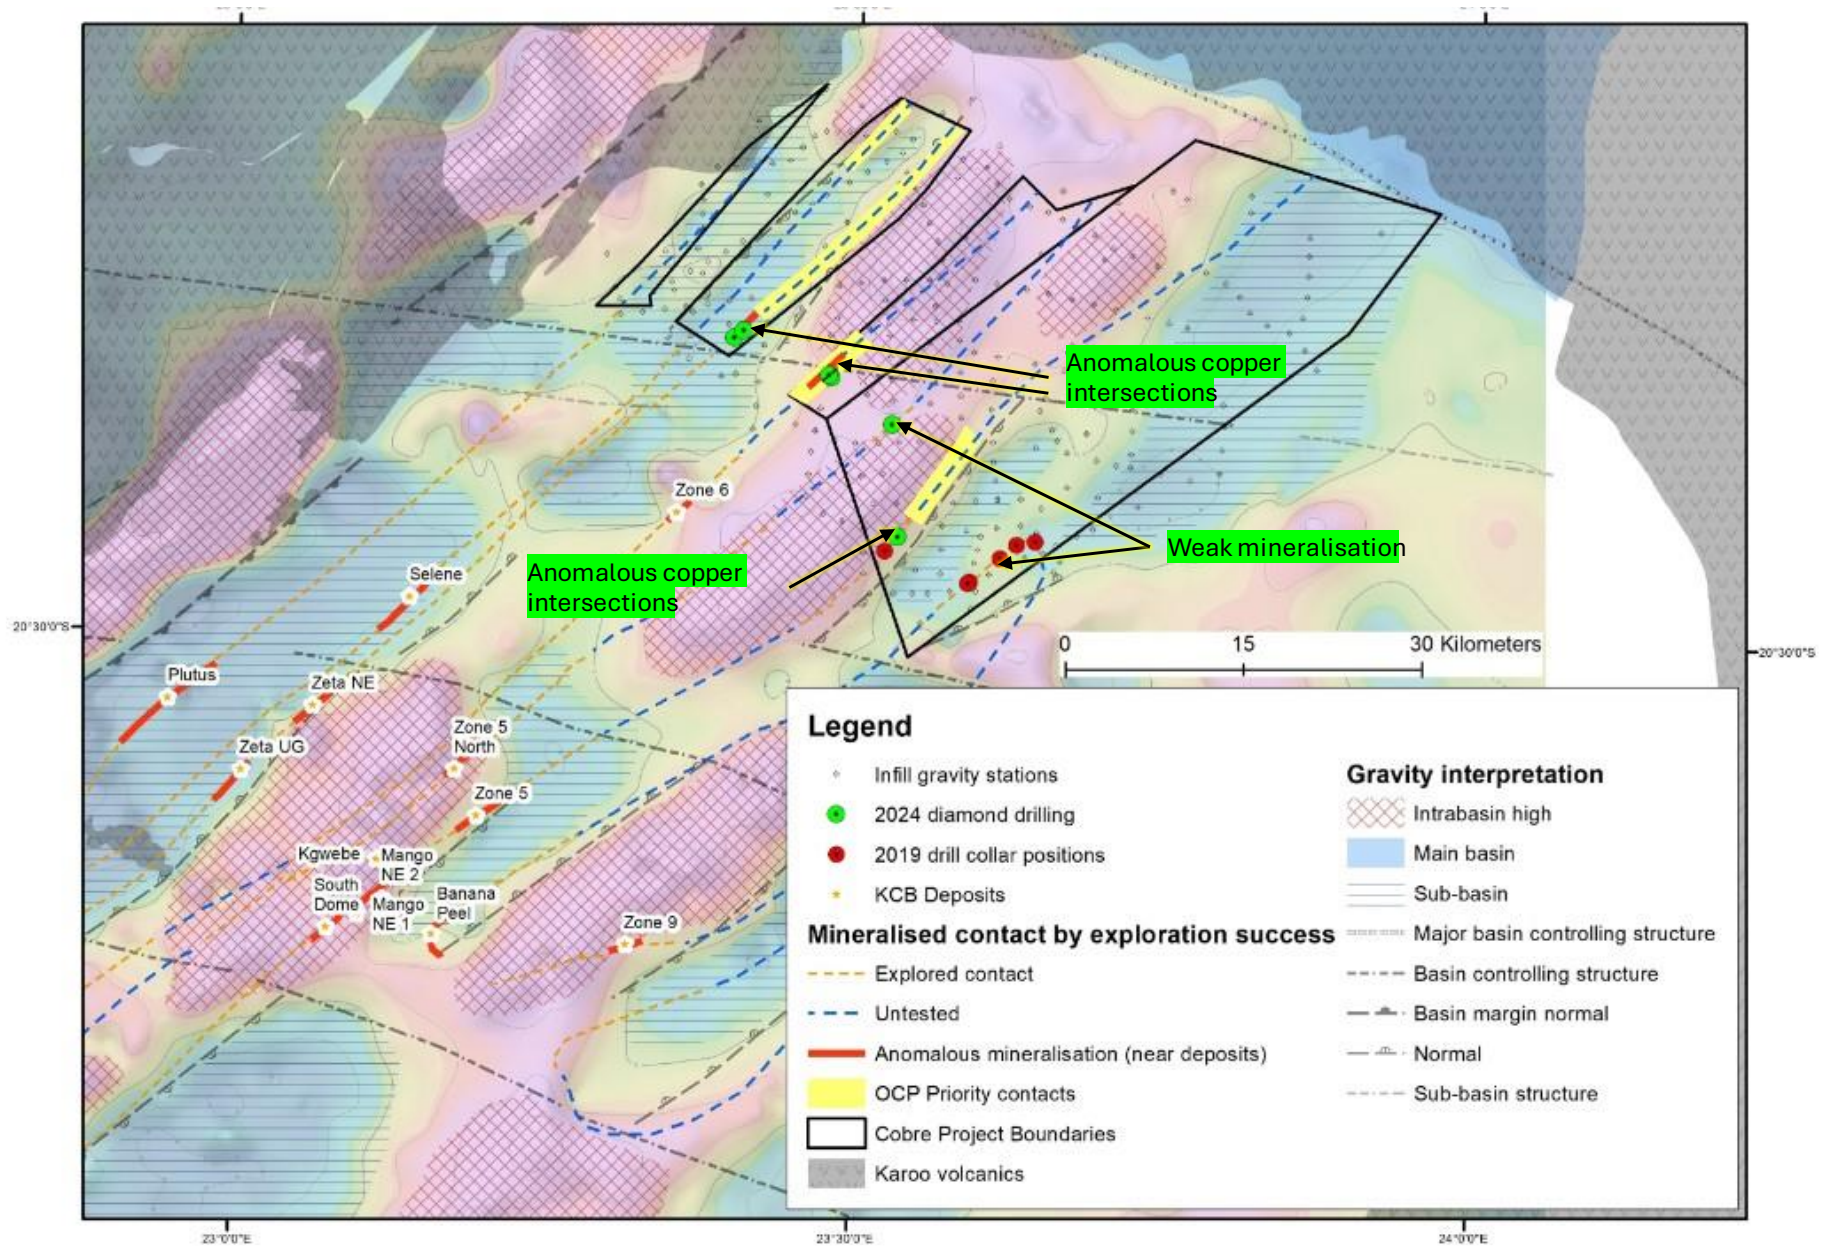 Anomalous copper
intersections
Zone 6
Weak mineralisation
Anomalous copper
intersections
Selene
20°30'0"S
0 15 30 Kilometers
20°30'0"S
Plutus
Zeta NE
Zone 5
North
Zeta UG
Zone 5
Kgwebe
Mango
NE 2
South
Dome
Mango
NE 1
Banana
Peel
Zone 9
Legend
Infill gravity stations
2024 diamond drilling
2019 drill collar positions
KCB Deposits
Mineralised contact by exploration success
Explored contact
Untested
Anomalous mineralisation (near deposits)
OCP Priority contacts
Cobre Project Boundaries
Karoo volcanics
Gravity interpretation
Intrabasin high
Main basin
Sub-basin
Major basin controlling structure
Basin controlling structure
Basin margin normal
Normal
Sub-basin structure
23°0'0"E
23°30'0"E
24°0'0"E